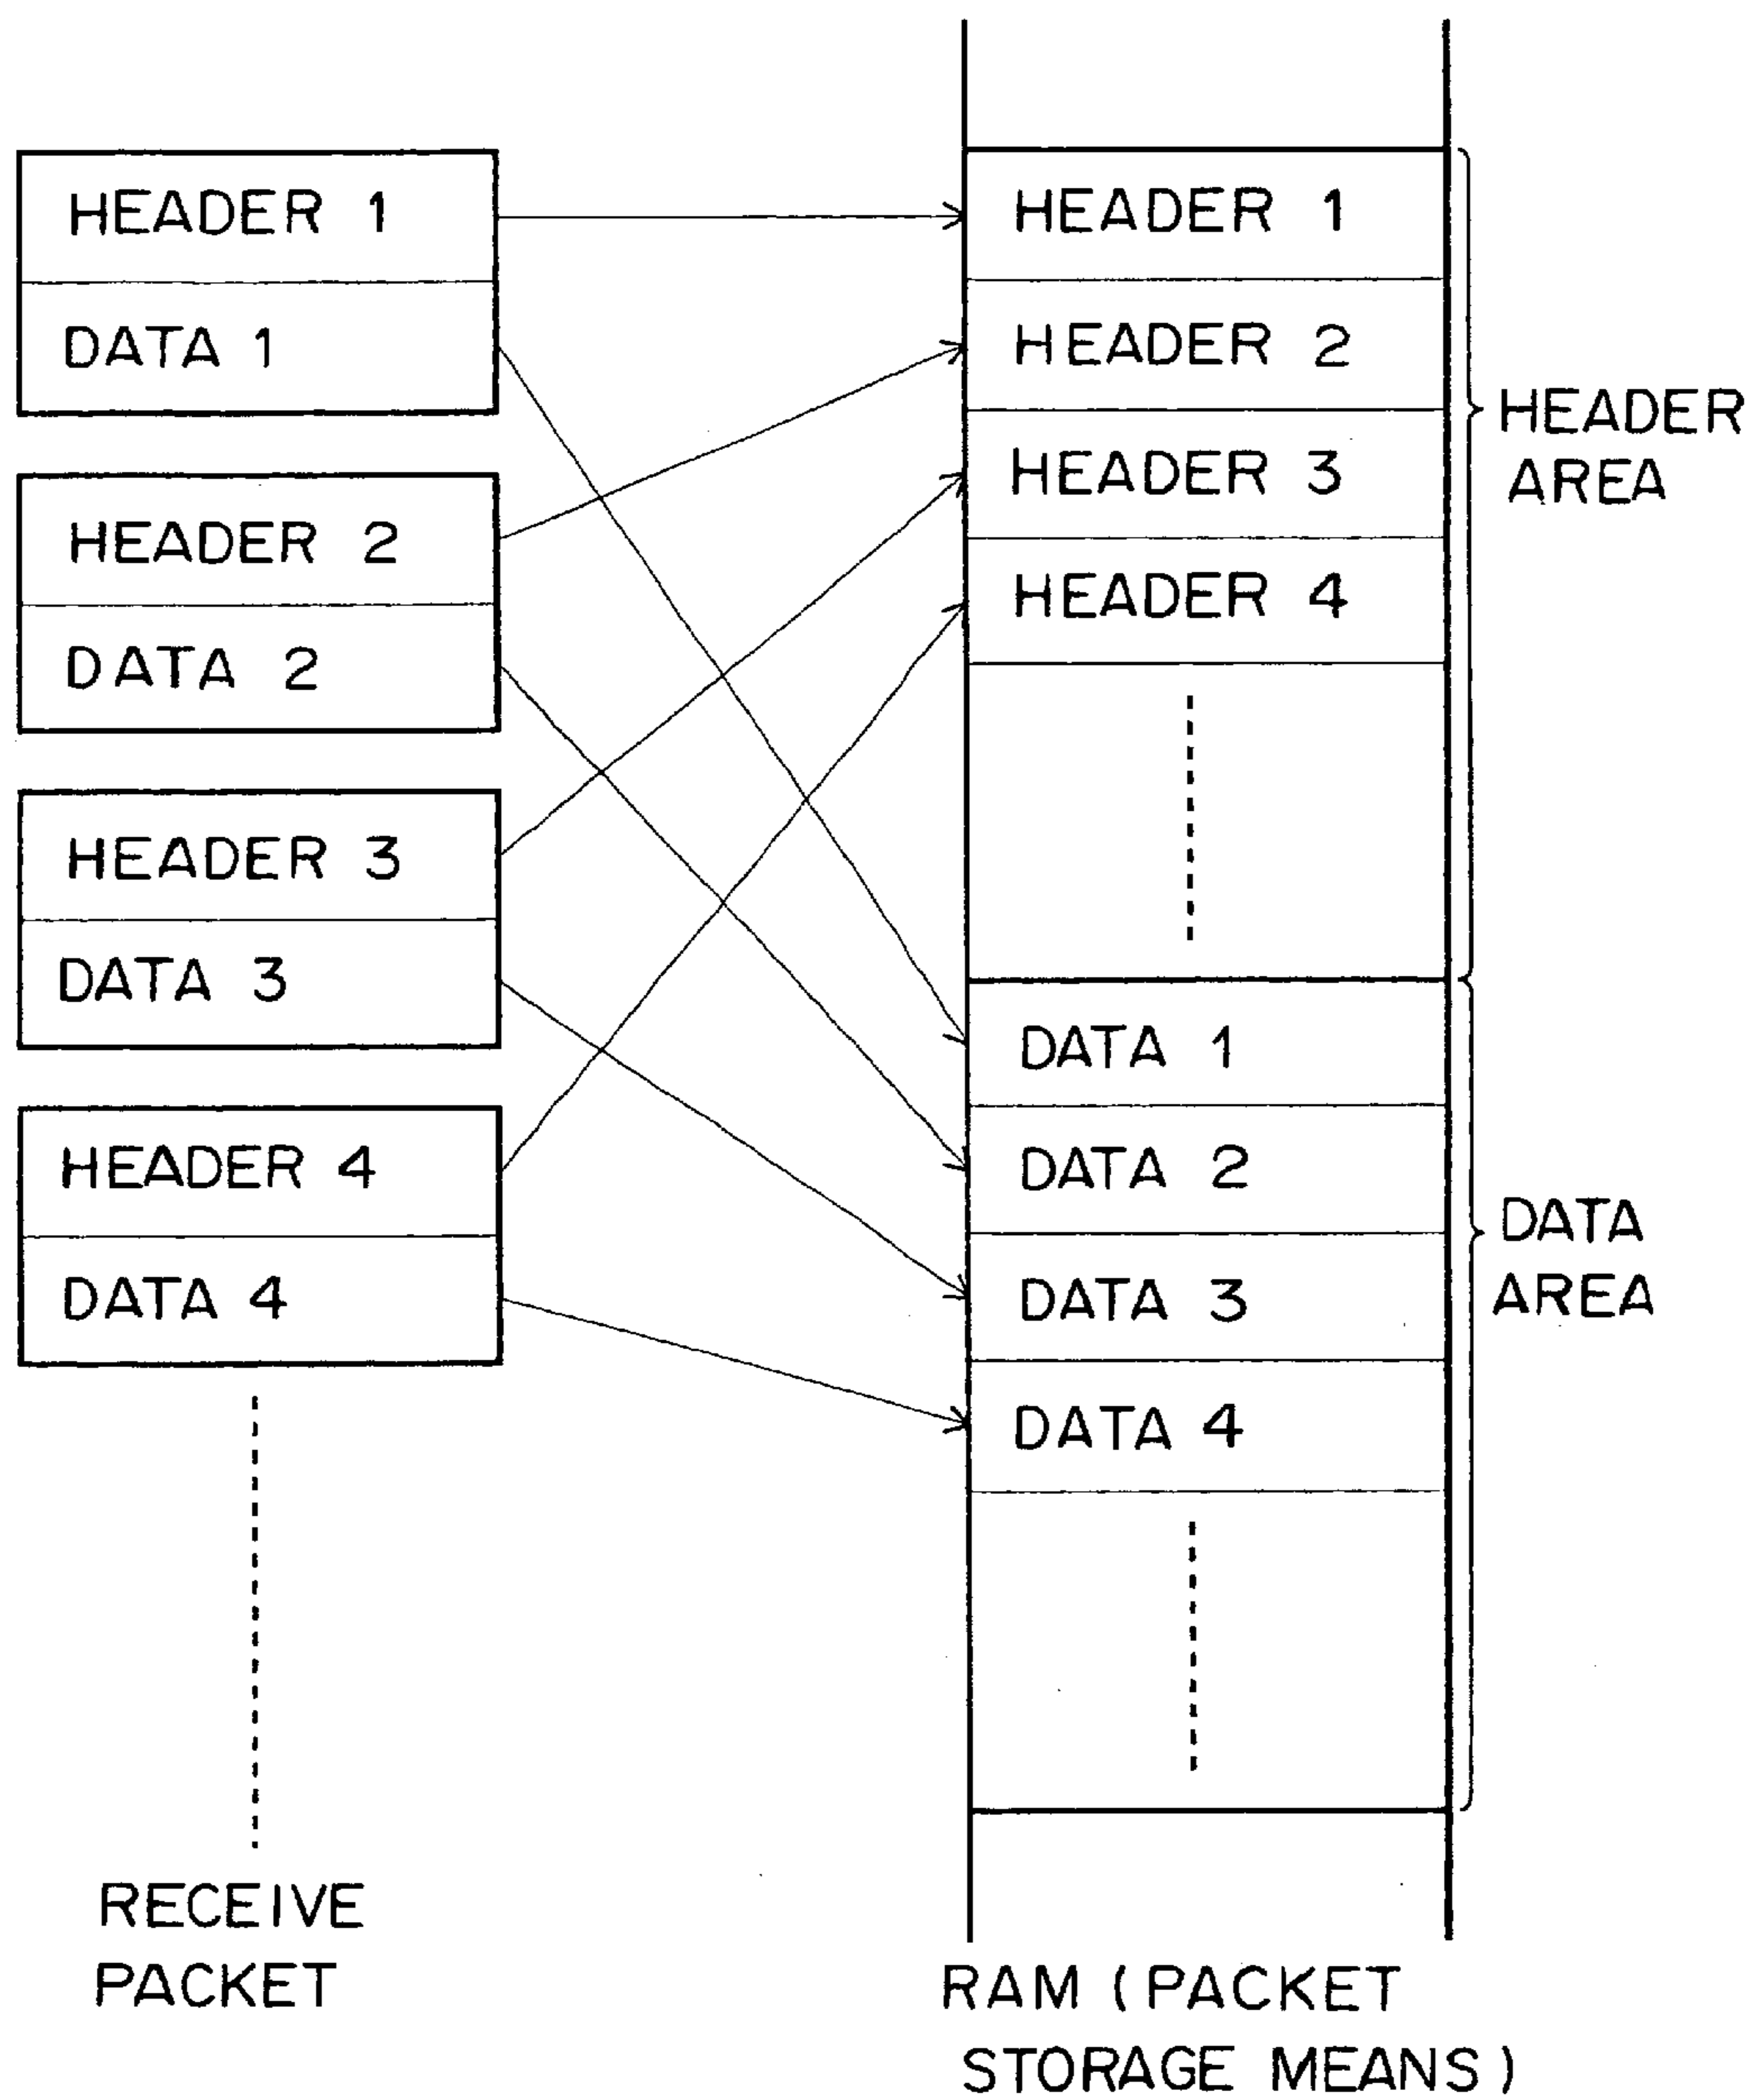 HEADER 1
DATA 1
HEADER 2
DATA 2
HEADER 3
DATA 3
HEADER 4
DATA 4
RECEIVE
PACKET
HEADER 1
HEADER 2
HEADER 3
HEADER 4
DATA 1
DATA 2
DATA 3
DATA 4
RAM (PACKET
STORAGE MEANS)
HEADER
AREA
DATA
AREA